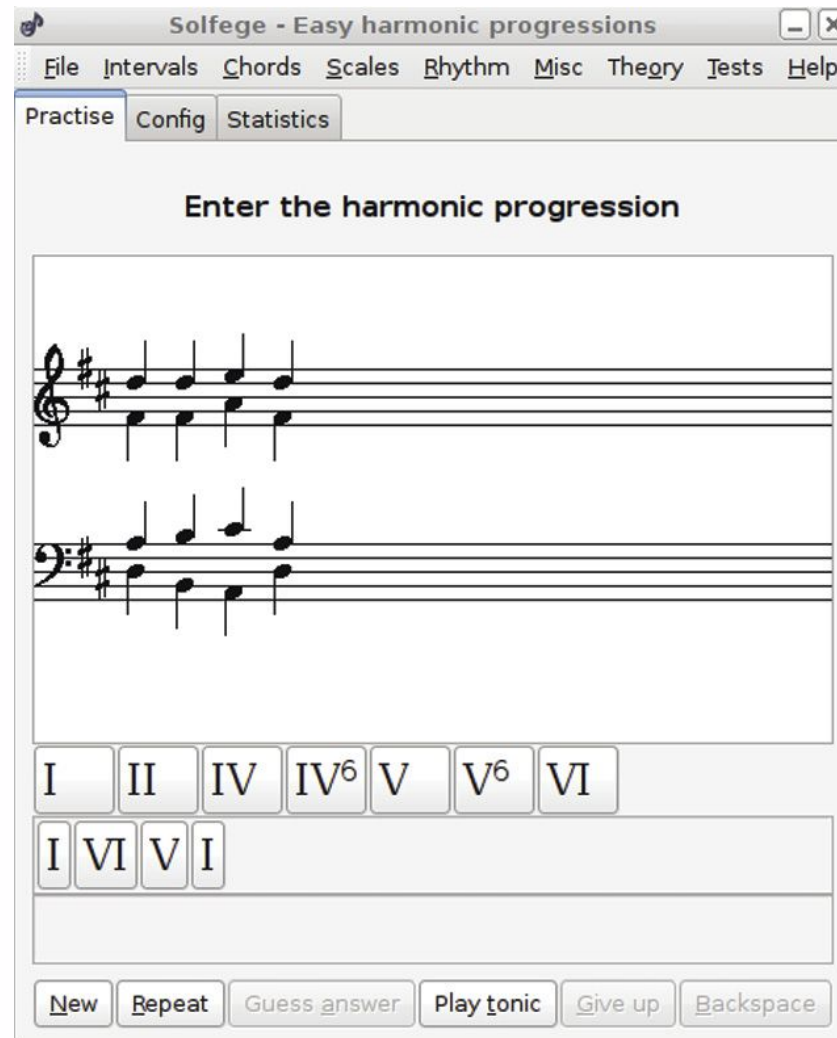 Solfege - Easy harmonic progressions
File Intervals Chords Scales Rhythm Misc Theory Tests Help
Practise Config Statistics
Enter the harmonic progression
I II IV IV⁶ V V⁶ VI
I VI V I
New Repeat Guess answer Play tonic Give up Backspace